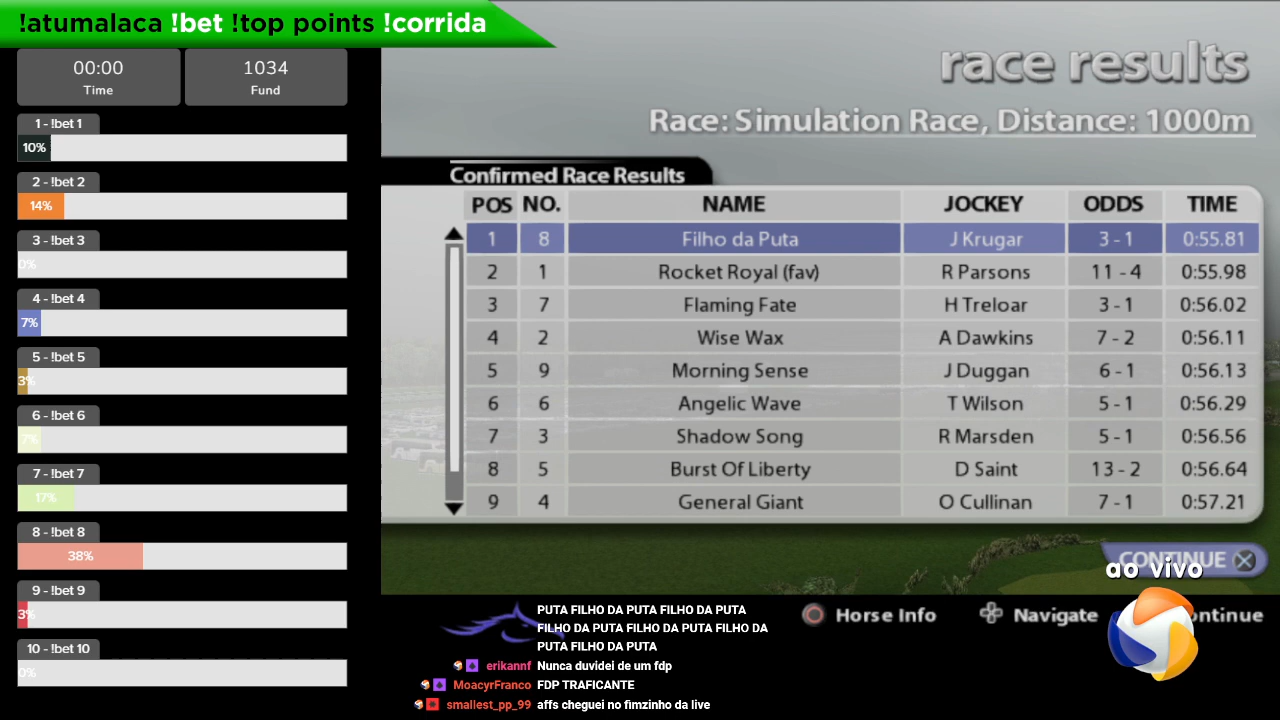 !atumalaca !bet !top points !corrida
00:00
Time
1034
Fund
1 - !bet 1
10%
2 - !bet 2
14%
3 - !bet 3
0%
4 - !bet 4
7%
5 - !bet 5
3%
6 - !bet 6
7%
7 - !bet 7
17%
8 - !bet 8
38%
9 - !bet 9
3%
10 - !bet 10
0%
race results
Race: Simulation Race, Distance: 1000m
Confirmed Race Results
POS NO. NAME JOCKEY ODDS TIME
1 8 Filho da Puta J Krugar 3 - 1 0:55.81
2 1 Rocket Royal (fav) R Parsons 11 - 4 0:55.98
3 7 Flaming Fate H Treloar 3 - 1 0:56.02
4 2 Wise Wax A Dawkins 7 - 2 0:56.11
5 9 Morning Sense J Duggan 6 - 1 0:56.13
6 6 Angelic Wave T Wilson 5 - 1 0:56.29
7 3 Shadow Song R Marsden 5 - 1 0:56.56
8 5 Burst Of Liberty D Saint 13 - 2 0:56.64
9 4 General Giant O Cullinan 7 - 1 0:57.21
CONTINUE
ao vivo
Horse Info Navigate ontinue
PUTA FILHO DA PUTA FILHO DA PUTA
FILHO DA PUTA FILHO DA PUTA FILHO DA
PUTA FILHO DA PUTA
erikannf Nunca duvidei de um fdp
MoacyrFranco FDP TRAFICANTE
smallest_pp_99 affs cheguei no fimzinho da live